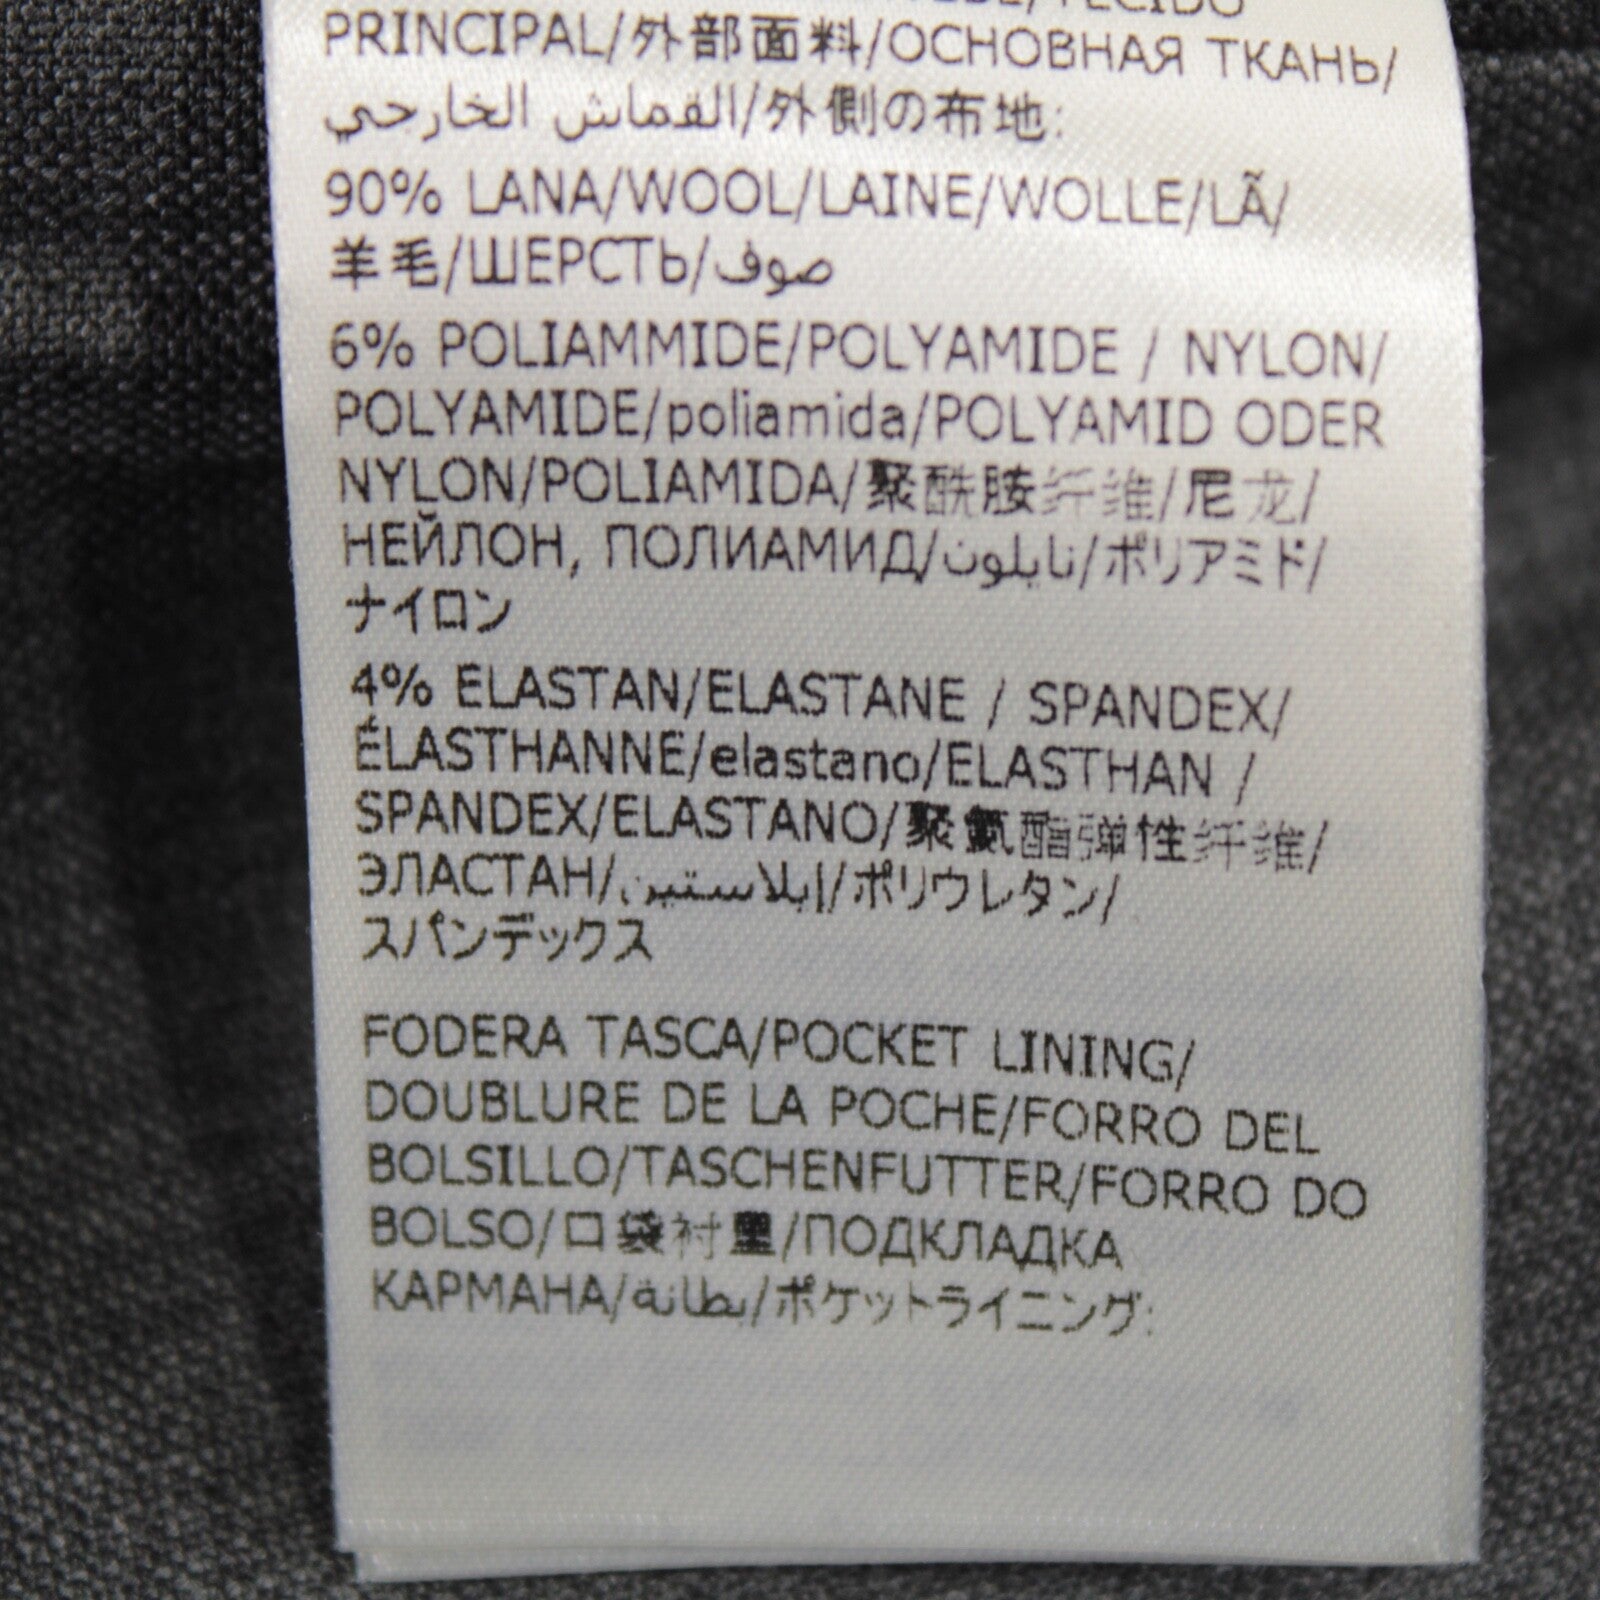 TECIDO
PRINCIPAL/外部面料/ОСНОВНАЯ ТКАНЬ/
القماش الخارجي/外側の布地:
90% LANA/WOOL/LAINE/WOLLE/LÃ/
羊毛/ШЕРСТЬ/صوف
6% POLIAMMIDE/POLYAMIDE / NYLON/
POLYAMIDE/poliamida/POLYAMID ODER
NYLON/POLIAMIDA/聚酰胺纤维/尼龙/
НЕЙЛОН, ПОЛИАМИД/نايلون/ポリアミド/
ナイロン
4% ELASTAN/ELASTANE / SPANDEX/
ÉLASTHANNE/elastano/ELASTHAN /
SPANDEX/ELASTANO/聚氨酯弹性纤维/
ЭЛАСТАН/إيلاستين/ポリウレタン/
スパンデックス
FODERA TASCA/POCKET LINING/
DOUBLURE DE LA POCHE/FORRO DEL
BOLSILLO/TASCHENFUTTER/FORRO DO
BOLSO/口袋衬里/ПОДКЛАДКА
КАРМАНА/بطانة/ポケットライニング: